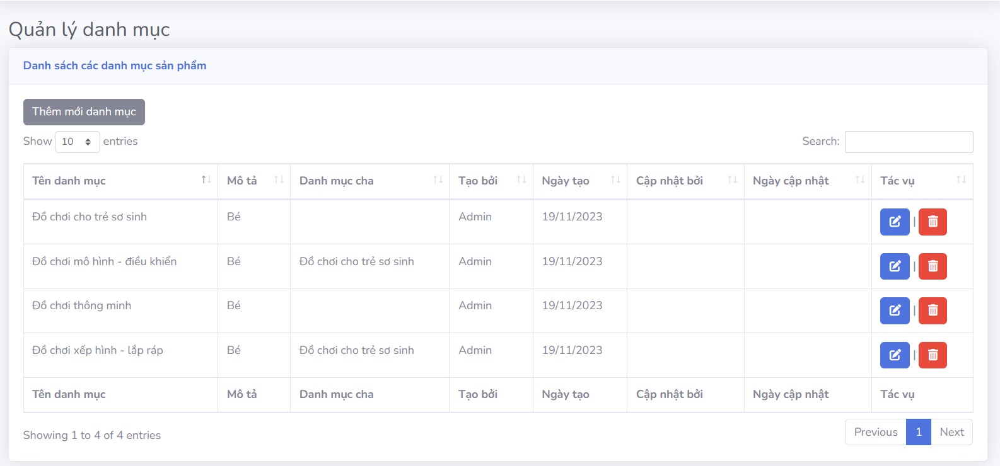 Quản lý danh mục
Danh sách các danh mục sản phẩm
Thêm mới danh mục
Show 10 entries Search:
Tên danh mục Mô tả Danh mục cha Tạo bởi Ngày tạo Cập nhật bởi Ngày cập nhật Tác vụ
Đồ chơi cho trẻ sơ sinh Bé Admin 19/11/2023 |
Đồ chơi mô hình - điều khiển Bé Đồ chơi cho trẻ sơ sinh Admin 19/11/2023 |
Đồ chơi thông minh Bé Admin 19/11/2023 |
Đồ chơi xếp hình - lắp ráp Bé Đồ chơi cho trẻ sơ sinh Admin 19/11/2023 |
Tên danh mục Mô tả Danh mục cha Tạo bởi Ngày tạo Cập nhật bởi Ngày cập nhật Tác vụ
Showing 1 to 4 of 4 entries Previous 1 Next